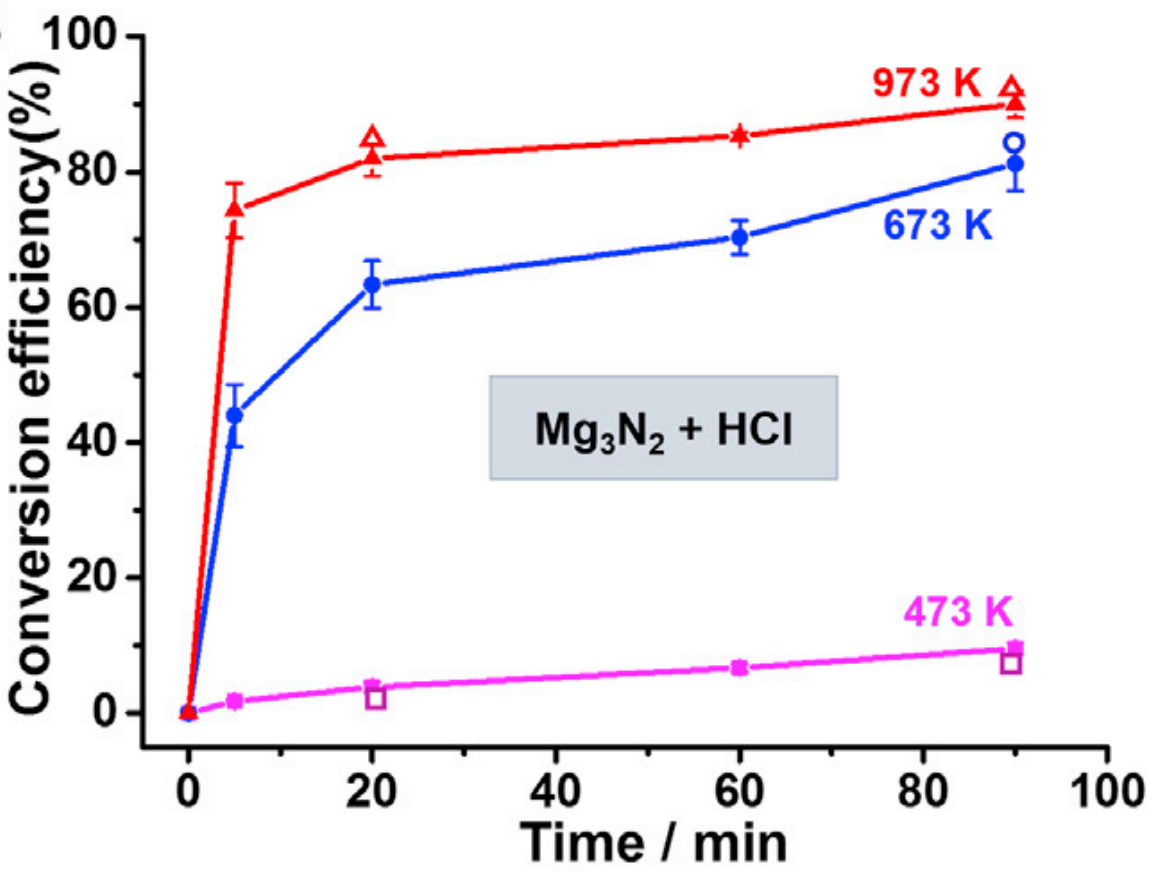 Conversion efficiency(%)
100
80
60
40
20
0
973 K
673 K
Mg₃N₂ + HCl
473 K
0 20 40 60 80 100
Time / min